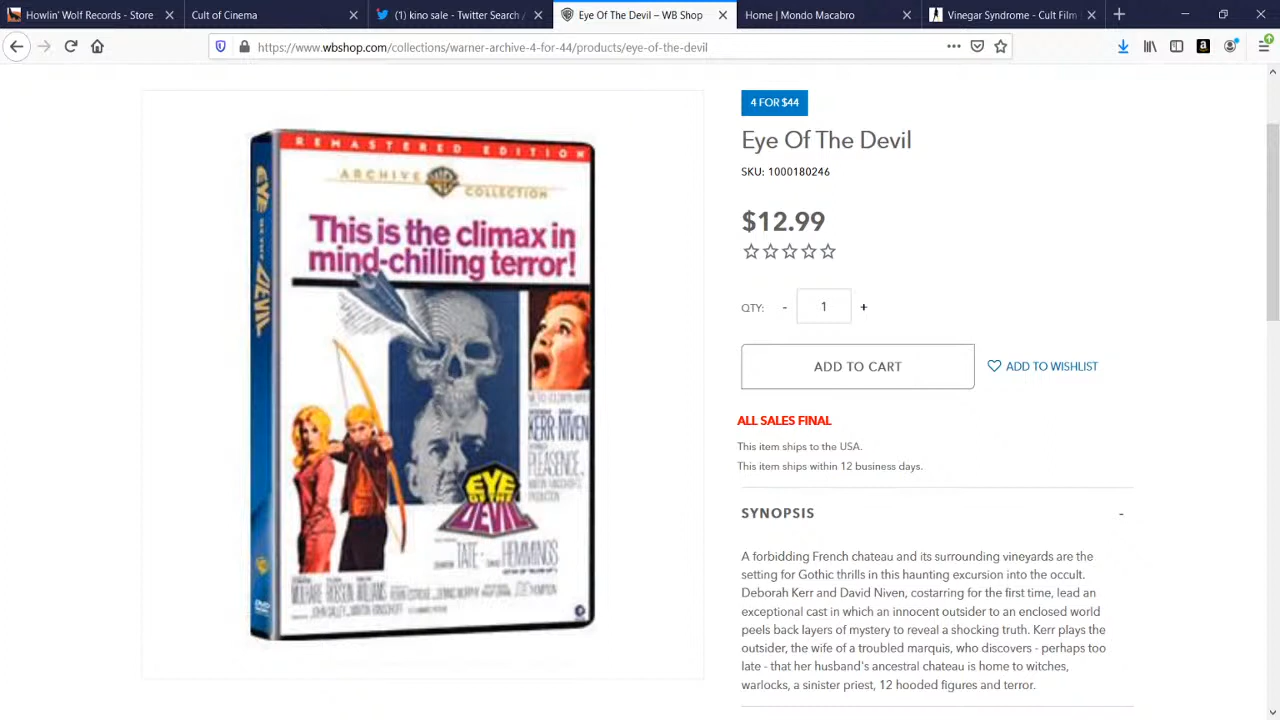 Howlin' Wolf Records - Store
Cult of Cinema
(1) kino sale - Twitter Search /
Eye Of The Devil – WB Shop
Home | Mondo Macabro
Vinegar Syndrome - Cult Film
https://www.wbshop.com/collections/warner-archive-4-for-44/products/eye-of-the-devil
REMASTERED EDITION
ARCHIVE COLLECTION
This is the climax in
mind-chilling terror!
EYE OF THE DEVIL
KERR NIVEN
PLEASENCE
EYE
OF THE
DEVIL
TATE HEMMINGS
DVD
4 FOR $44
Eye Of The Devil
SKU: 1000180246
$12.99
QTY: - 1 +
ADD TO CART
ADD TO WISHLIST
ALL SALES FINAL
This item ships to the USA.
This item ships within 12 business days.
SYNOPSIS -
A forbidding French chateau and its surrounding vineyards are the
setting for Gothic thrills in this haunting excursion into the occult.
Deborah Kerr and David Niven, costarring for the first time, lead an
exceptional cast in which an innocent outsider to an enclosed world
peels back layers of mystery to reveal a shocking truth. Kerr plays the
outsider, the wife of a troubled marquis, who discovers - perhaps too
late - that her husband's ancestral chateau is home to witches,
warlocks, a sinister priest, 12 hooded figures and terror.